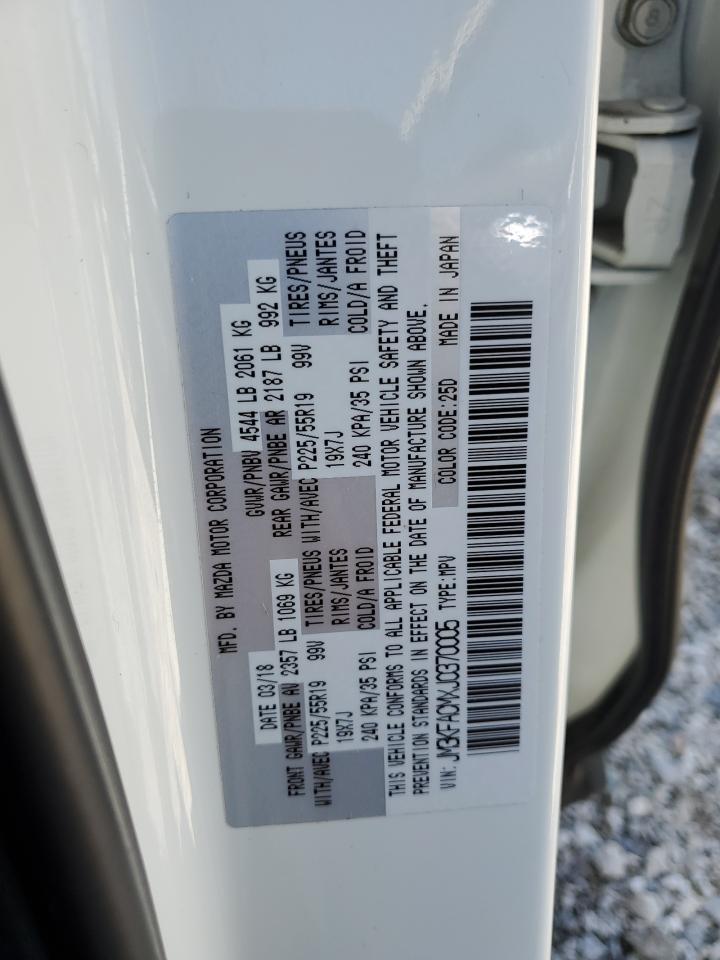 MFD. BY MAZDA MOTOR CORPORATION
DATE 03/18 GVWR/PNBV 4544 LB 2061 KG
FRONT GAWR/PNBE AV 2357 LB 1069 KG REAR GAWR/PNBE AR 2187 LB 992 KG
WITH/AVEC P225/55R19 99V TIRES/PNEUS WITH/AVEC P225/55R19 99V TIRES/PNEUS
19X7J RIMS/JANTES 19X7J RIMS/JANTES
240 KPA/35 PSI COLD/A FROID 240 KPA/35 PSI COLD/A FROID
THIS VEHICLE CONFORMS TO ALL APPLICABLE FEDERAL MOTOR VEHICLE SAFETY AND THEFT
PREVENTION STANDARDS IN EFFECT ON THE DATE OF MANUFACTURE SHOWN ABOVE.
VIN: JM3KFACMXJ0370005 TYPE:MPV COLOR CODE:25D MADE IN JAPAN
8